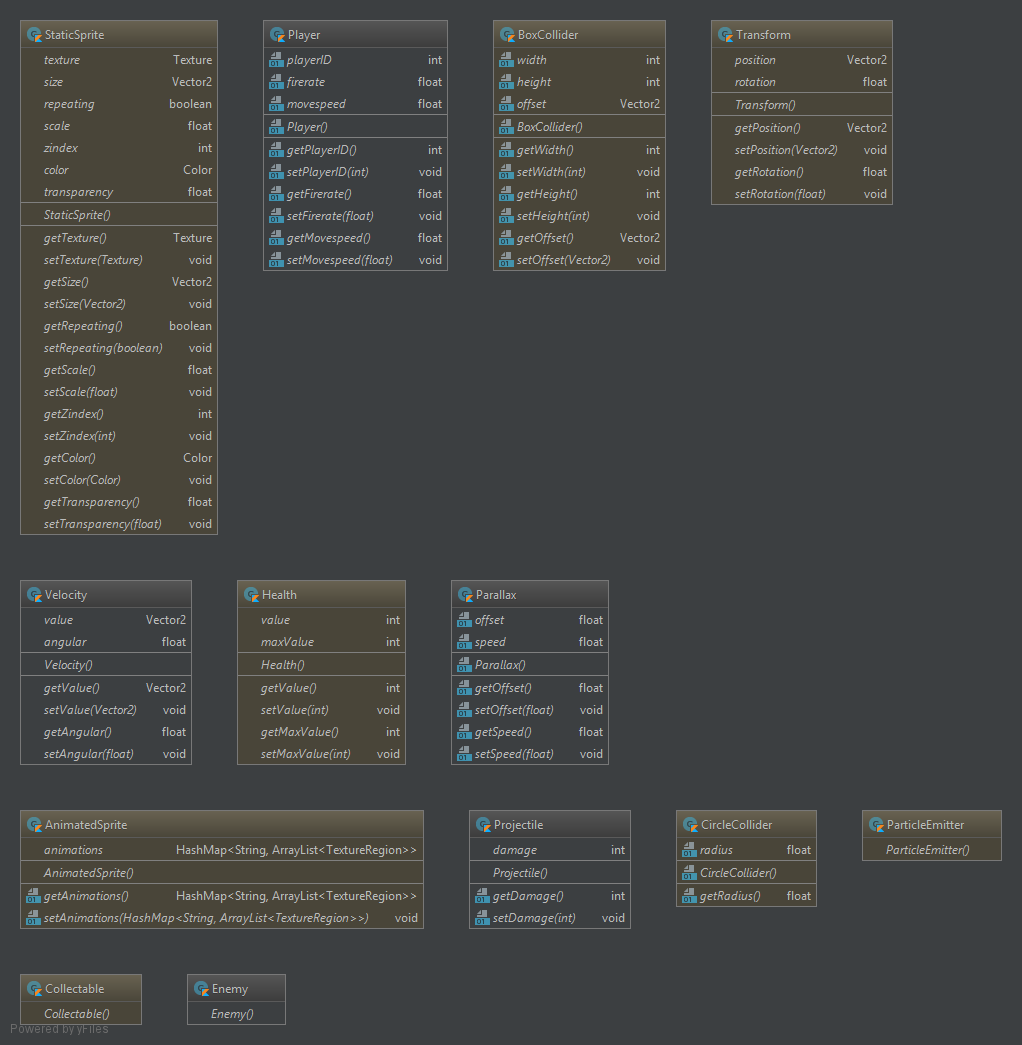 StaticSprite
texture Texture
size Vector2
repeating boolean
scale float
zindex int
color Color
transparency float
StaticSprite()
getTexture() Texture
setTexture(Texture) void
getSize() Vector2
setSize(Vector2) void
getRepeating() boolean
setRepeating(boolean) void
getScale() float
setScale(float) void
getZindex() int
setZindex(int) void
getColor() Color
setColor(Color) void
getTransparency() float
setTransparency(float) void
Player
playerID int
firerate float
movespeed float
Player()
getPlayerID() int
setPlayerID(int) void
getFirerate() float
setFirerate(float) void
getMovespeed() float
setMovespeed(float) void
BoxCollider
width int
height int
offset Vector2
BoxCollider()
getWidth() int
setWidth(int) void
getHeight() int
setHeight(int) void
getOffset() Vector2
setOffset(Vector2) void
Transform
position Vector2
rotation float
Transform()
getPosition() Vector2
setPosition(Vector2) void
getRotation() float
setRotation(float) void
Velocity
value Vector2
angular float
Velocity()
getValue() Vector2
setValue(Vector2) void
getAngular() float
setAngular(float) void
Health
value int
maxValue int
Health()
getValue() int
setValue(int) void
getMaxValue() int
setMaxValue(int) void
Parallax
offset float
speed float
Parallax()
getOffset() float
setOffset(float) void
getSpeed() float
setSpeed(float) void
AnimatedSprite
animations HashMap<String, ArrayList<TextureRegion>>
AnimatedSprite()
getAnimations() HashMap<String, ArrayList<TextureRegion>>
setAnimations(HashMap<String, ArrayList<TextureRegion>>) void
Projectile
damage int
Projectile()
getDamage() int
setDamage(int) void
CircleCollider
radius float
CircleCollider()
getRadius() float
ParticleEmitter
ParticleEmitter()
Collectable
Collectable()
Enemy
Enemy()
Powered by yFiles